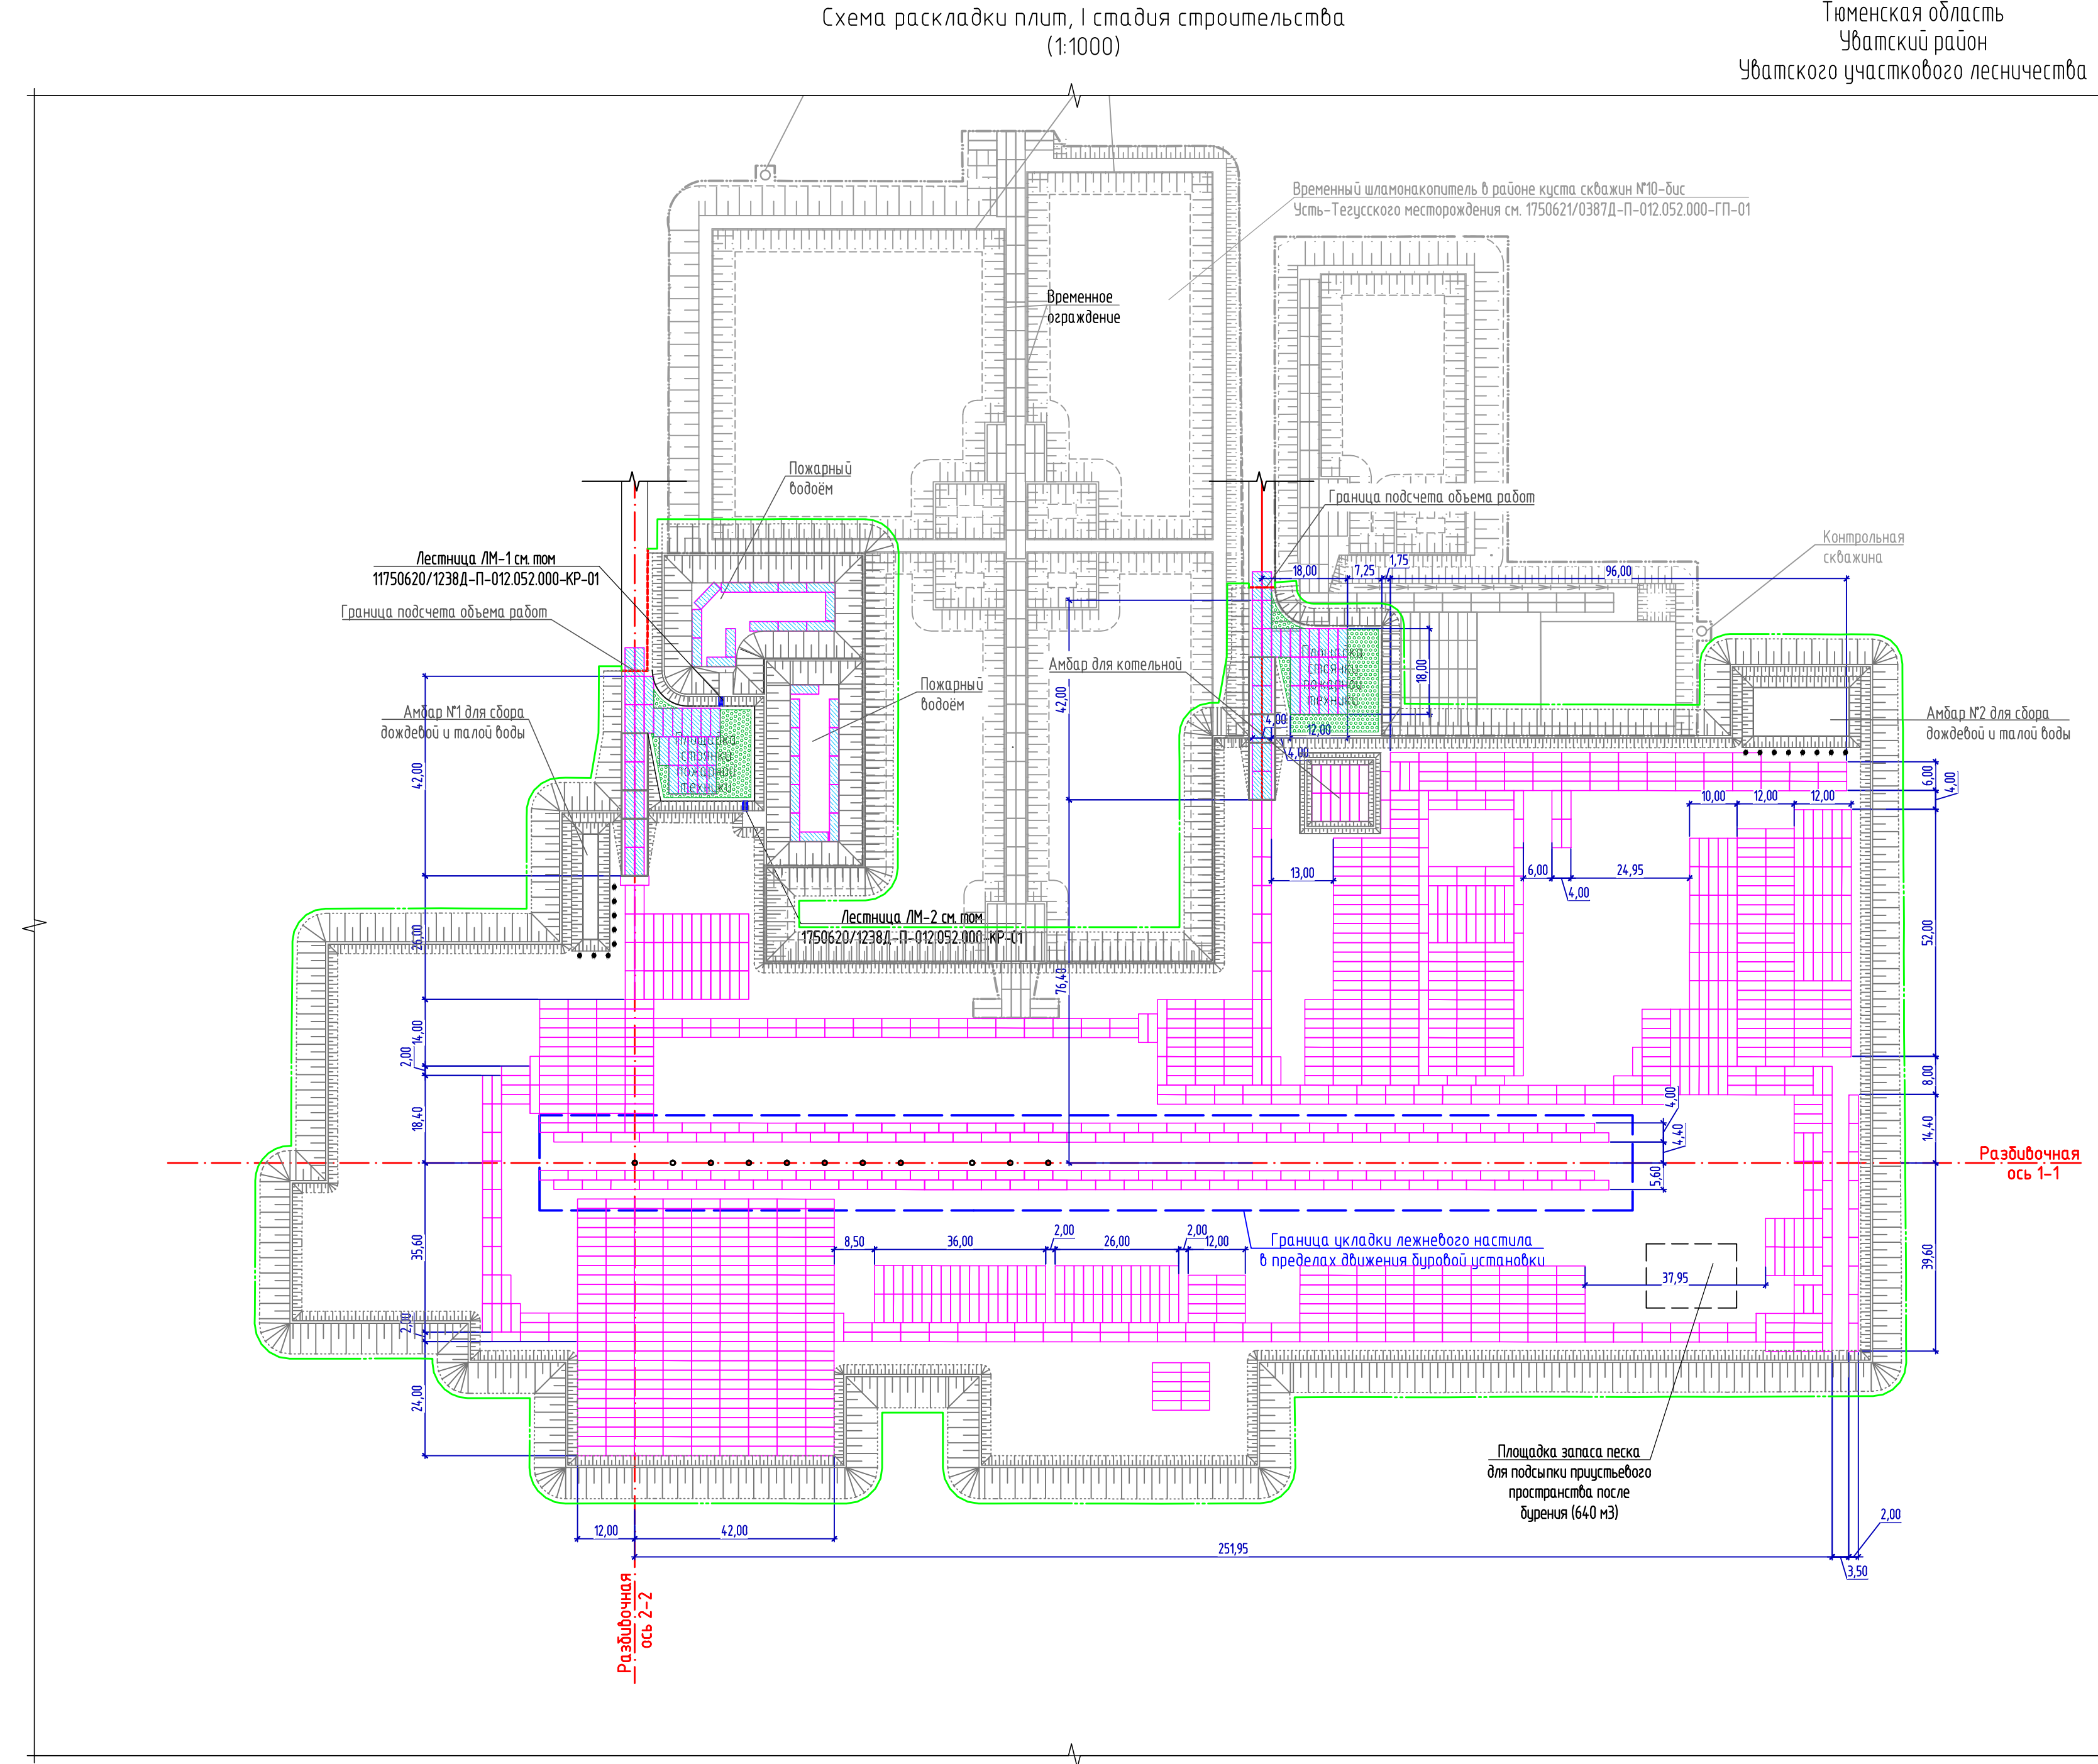 Схема раскладки плит, I стадия строительства
(1:1000)
Тюменская область
Уватский район
Уватского участкового лесничества
Временный шламонакопитель в районе куста скважин №10-бис
Усть-Тегусского месторождения см. 1750621/0387Д-П-012.052.000-ГП-01
Временное
ограждение
Пожарный
водоём
Граница подсчета объема работ
Контрольная
скважина
Лестница ЛМ-1 см. том
11750620/1238Д-П-012.052.000-КР-01
Граница подсчета объема работ
18,00
7,25
1,75
96,00
Амбар для котельной
Площадка
стоянки
пожарной
техники
18,00
42,00
Пожарный
водоём
Амбар №1 для сбора
дождевой и талой воды
Амбар №2 для сбора
дождевой и талой воды
4,00
12,00
4,00
Площадка
стоянки
пожарной
техники
42,00
6,00
4,00
10,00
12,00
12,00
13,00
6,00
4,00
24,95
Лестница ЛМ-2 см. том
1750620/1238Д-П-012.052.000-КР-01
26,00
52,00
76,40
14,00
2,00
8,00
18,40
4,00
4,40
14,40
Разбивочная
ось 1-1
5,60
35,60
8,50
36,00
2,00
26,00
2,00
12,00
Граница укладки лежневого настила
в пределах движения буровой установки
37,95
39,60
2,00
24,00
Площадка запаса песка
для подсыпки приустьевого
пространства после
бурения (640 м3)
12,00
42,00
251,95
2,00
3,50
Разбивочная
ось 2-2